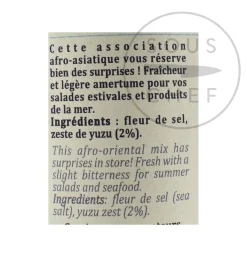 SOUS
CHEF
Cette association
afro-asiatique vous réserve
bien des surprises ! Fraîcheur
et légère amertume pour vos
salades estivales et produits
de la mer.
Ingrédients : fleur de sel,
zeste de yuzu (2%).
This afro-oriental mix has
surprises in store! Fresh with a
slight bitterness for summer
salads and seafood.
Ingredients: fleur de sel (sea
salt), yuzu zest (2%).